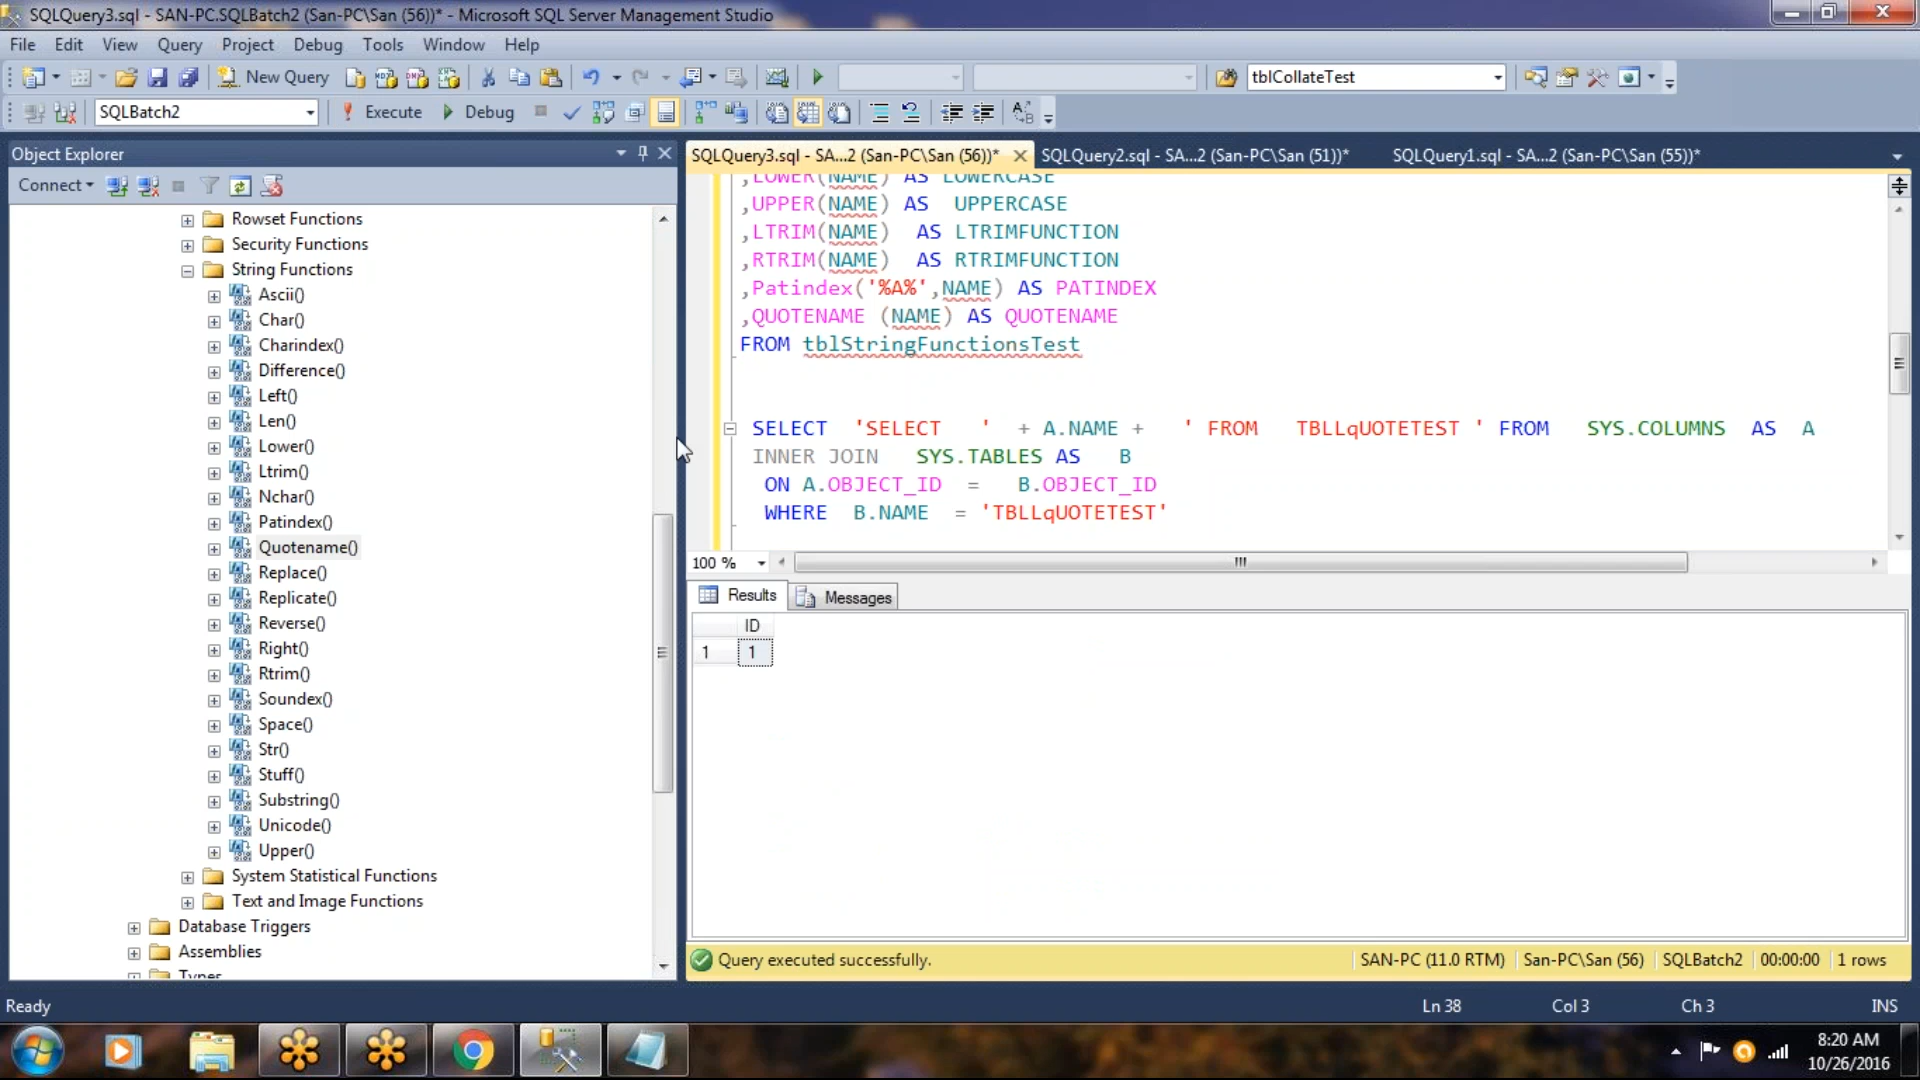 SQLQuery3.sql - SAN-PC.SQLBatch2 (San-PC\San (56))* - Microsoft SQL Server Management Studio
File Edit View Query Project Debug Tools Window Help
New Query tblCollateTest
SQLBatch2 Execute Debug
Object Explorer
Connect
Rowset Functions
Security Functions
String Functions
Ascii()
Char()
Charindex()
Difference()
Left()
Len()
Lower()
Ltrim()
Nchar()
Patindex()
Quotename()
Replace()
Replicate()
Reverse()
Right()
Rtrim()
Soundex()
Space()
Str()
Stuff()
Substring()
Unicode()
Upper()
System Statistical Functions
Text and Image Functions
Database Triggers
Assemblies
Types
SQLQuery3.sql - SA...2 (San-PC\San (56))* SQLQuery2.sql - SA...2 (San-PC\San (51))* SQLQuery1.sql - SA...2 (San-PC\San (55))*
,LOWER(NAME) AS LOWERCASE
,UPPER(NAME) AS UPPERCASE
,LTRIM(NAME) AS LTRIMFUNCTION
,RTRIM(NAME) AS RTRIMFUNCTION
,Patindex('%A%',NAME) AS PATINDEX
,QUOTENAME (NAME) AS QUOTENAME
FROM tblStringFunctionsTest
SELECT 'SELECT ' + A.NAME + ' FROM TBLLqUOTETEST ' FROM SYS.COLUMNS AS A
INNER JOIN SYS.TABLES AS B
ON A.OBJECT_ID = B.OBJECT_ID
WHERE B.NAME = 'TBLLqUOTETEST'
100 %
Results Messages
ID
1 1
Query executed successfully. SAN-PC (11.0 RTM) San-PC\San (56) SQLBatch2 00:00:00 1 rows
Ready Ln 38 Col 3 Ch 3 INS
8:20 AM
10/26/2016